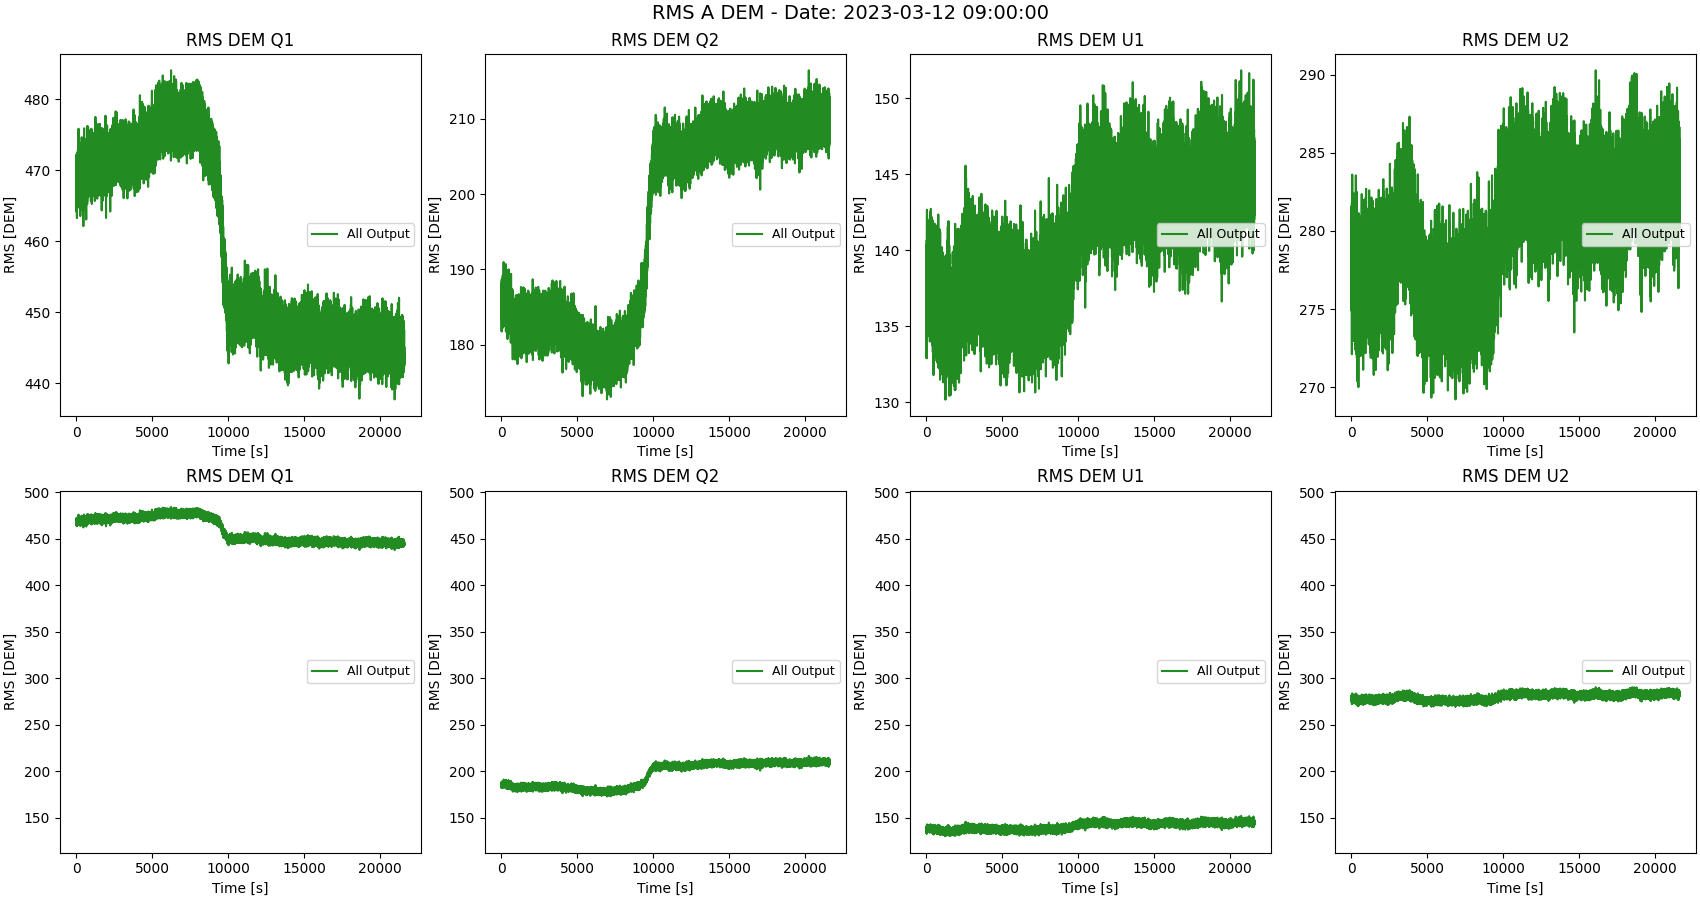 RMS A DEM - Date: 2023-03-12 09:00:00
RMS DEM Q1
RMS [DEM]
480
470
460
450
440
All Output
0 5000 10000 15000 20000
Time [s]
RMS DEM Q2
RMS [DEM]
210
200
190
180
All Output
0 5000 10000 15000 20000
Time [s]
RMS DEM U1
RMS [DEM]
150
145
140
135
130
All Output
0 5000 10000 15000 20000
Time [s]
RMS DEM U2
RMS [DEM]
290
285
280
275
270
All Output
0 5000 10000 15000 20000
Time [s]
RMS DEM Q1
RMS [DEM]
500
450
400
350
300
250
200
150
All Output
0 5000 10000 15000 20000
Time [s]
RMS DEM Q2
RMS [DEM]
500
450
400
350
300
250
200
150
All Output
0 5000 10000 15000 20000
Time [s]
RMS DEM U1
RMS [DEM]
500
450
400
350
300
250
200
150
All Output
0 5000 10000 15000 20000
Time [s]
RMS DEM U2
RMS [DEM]
500
450
400
350
300
250
200
150
All Output
0 5000 10000 15000 20000
Time [s]